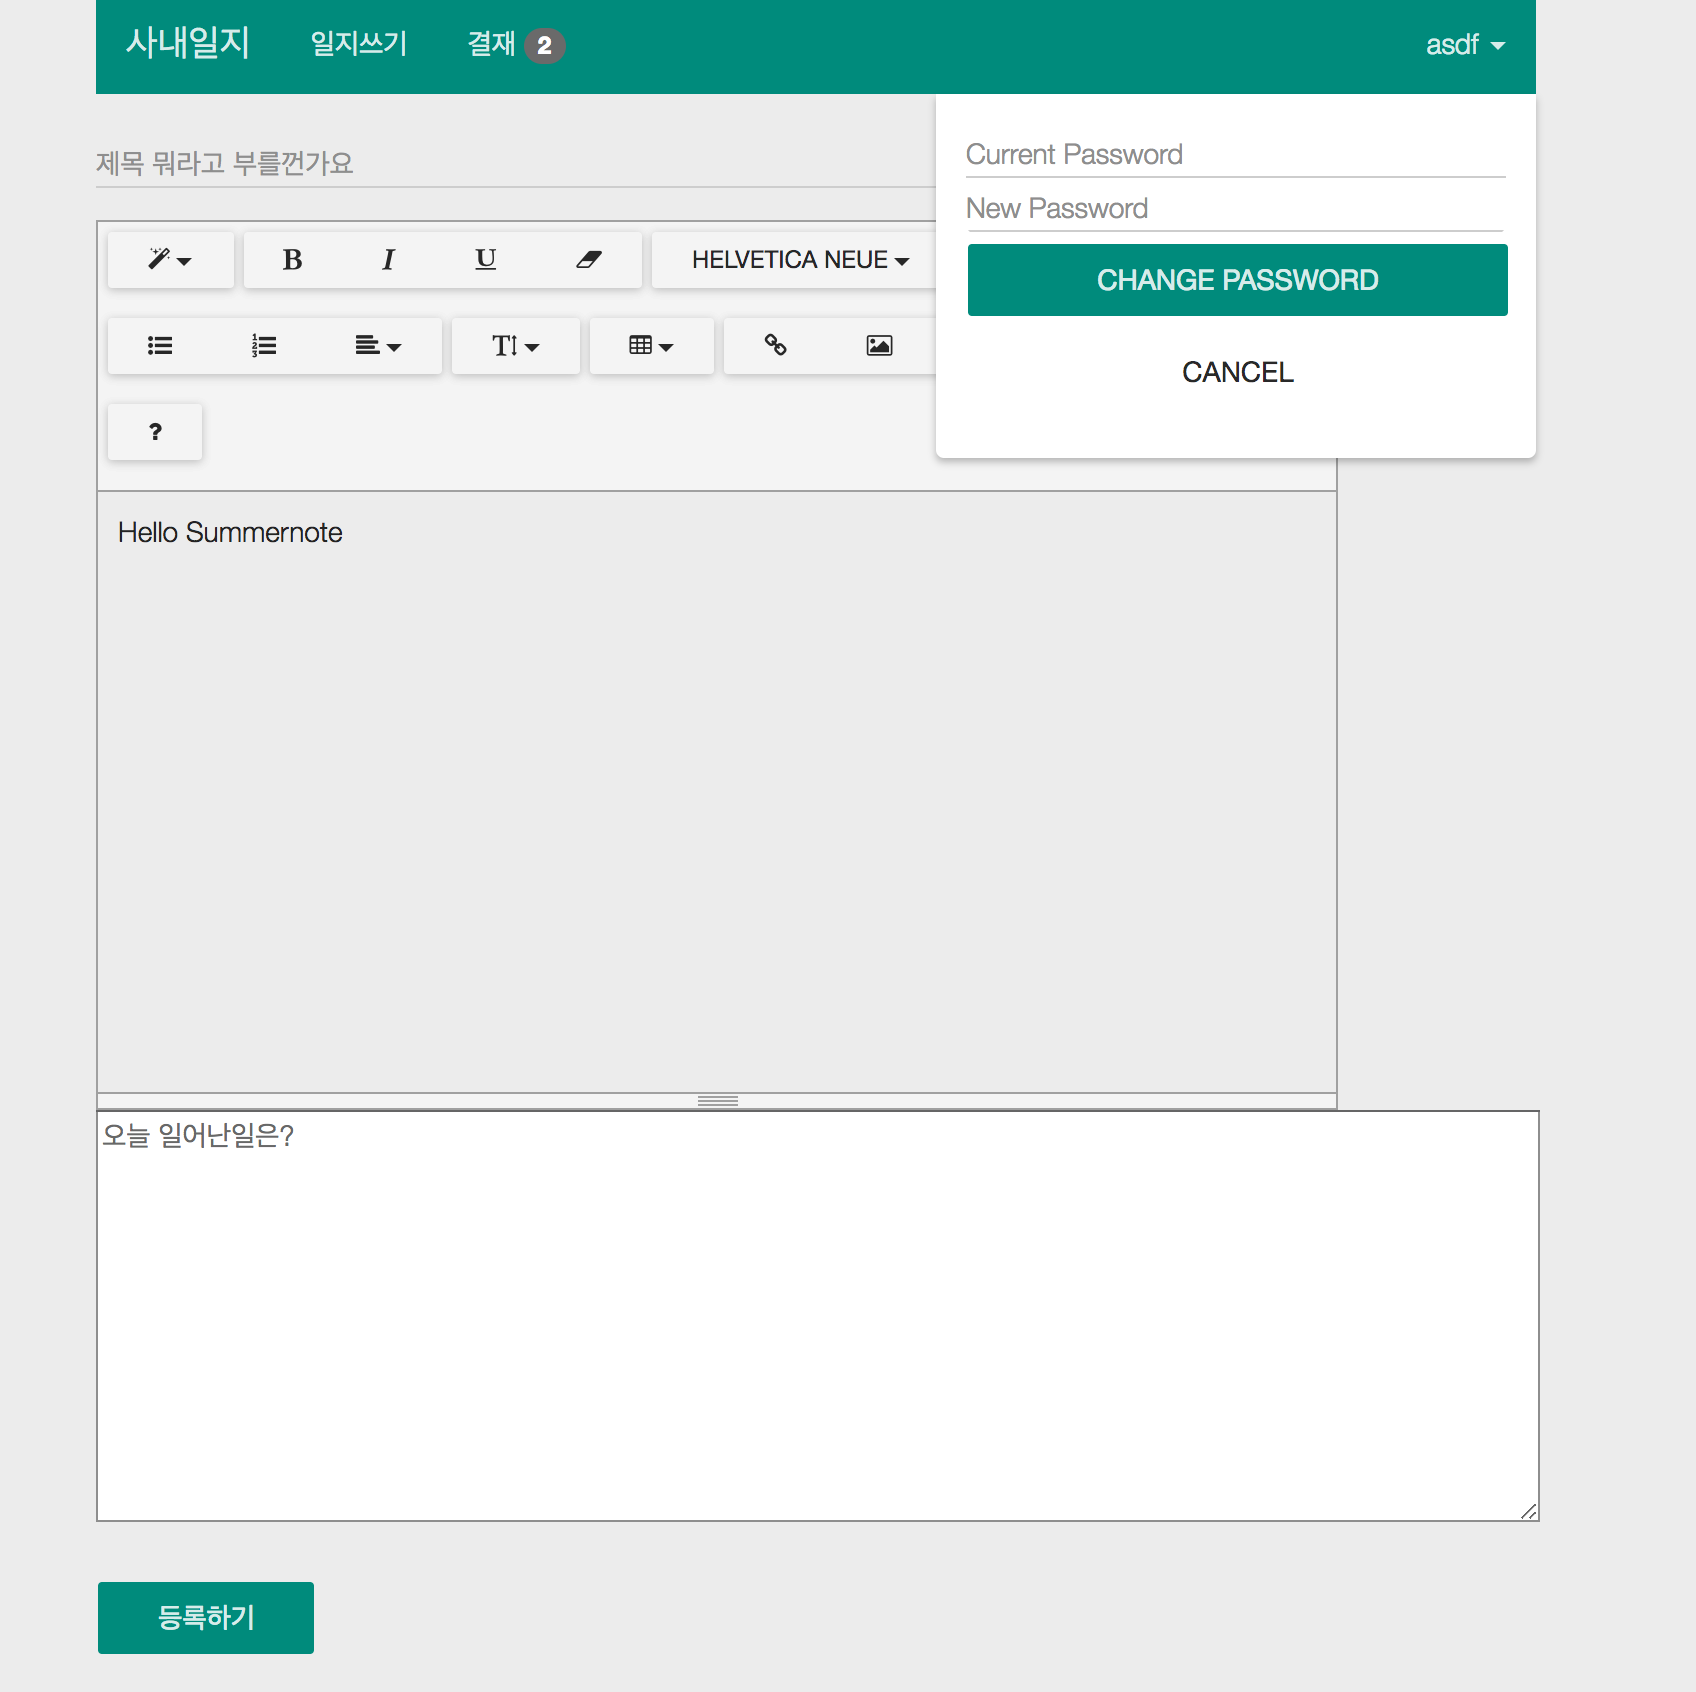 사내일지 일지쓰기 결재 2 asdf
제목 뭐라고 부를껀가요
Current Password
New Password
CHANGE PASSWORD
CANCEL
B I U HELVETICA NEUE
T
?
Hello Summernote
오늘 일어난일은?
등록하기